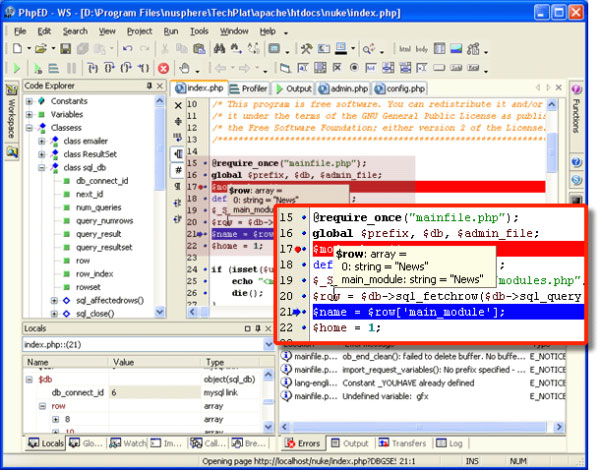 PhpED - WS - [D:\Program Files\nusphere\TechPlat\apache\htdocs\nuke\index.php]
File Edit Search View Project Run Tools Window Help
html body
Code Explorer
index.php Profiler Output admin.php config.php
Workspace
Functions
Constants
Variables
Classess
class emailer
class ResultSet
class sql_db
db_connect_id
next_id
num_queries
query_numrows
query_result
query_resultset
row
row_index
rowset
sql_affectedrows()
sql_close()
10 /* This program is free software. You can redistribute it and/or
11 /* it under the terms of the GNU General Public License as publis
12 /* the Free Software Foundation; either version 2 of the License.
13
14
15 @require_once("mainfile.php");
16 global $prefix, $db, $admin_file;
17 $mo
18 def
19 $_S
20 $row = $db->
21 $name = $row
22 $home = 1;
23
24 if (isset($u
25 echo "<m
26 die();
$row: array =
0: string = "News"
main_module:
15 @require_once("mainfile.php");
16 global $prefix, $db, $admin_file;
17 $mo
18 def
19 $_S modules.php"
20 $row = $db->sql_fetchrow($db->sql_query
21 $name = $row['main_module'];
22 $home = 1;
$row: array =
0: string = "News"
main_module: string = "News"
Locals
index.php::(21)
Name Value Type
$db object(sql_db)
db_connect_id 6 mysql link
row array
8 array
10 array
mainfile.p... ob_end_clean(): failed to delete buffer. No buffe... E_NOTICE
mainfile.p... import_request_variables(): No prefix specified - ... E_NOTICE
lang-englin... Constant _YOUHAVE already defined E_NOTICE
mainfile.p... Undefined variable: gfx E_NOTICE
Locals Glo... Watch Im... Call... Bre...
Errors Output Transfers Log
Opening page http://localhost/nuke/index.php?DBGSE! 21:1 INS NUM